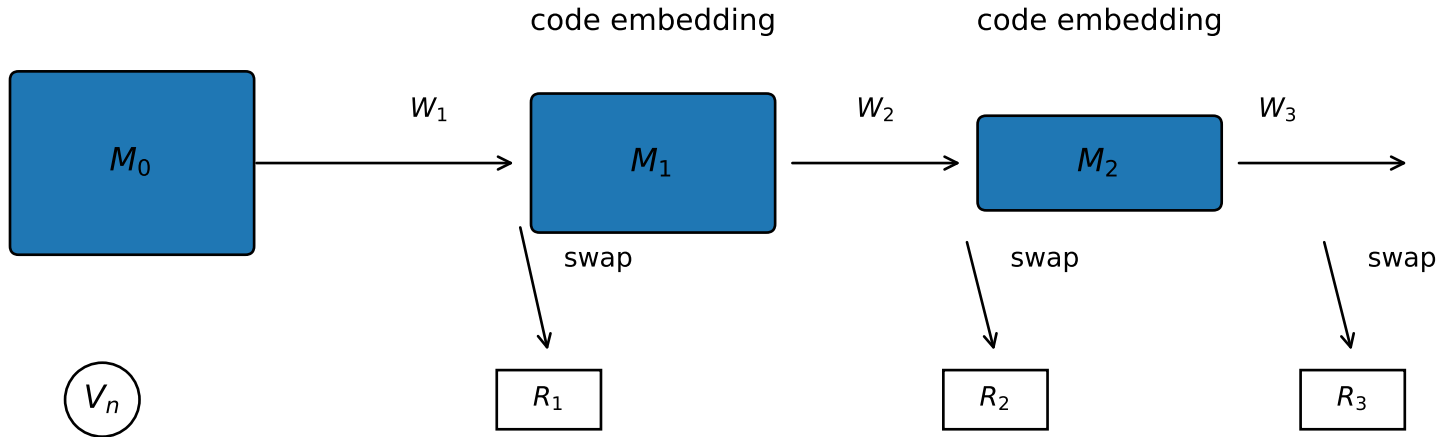 code embedding code embedding
W₁ W₂ W₃
M₀ M₁ M₂
swap swap swap
Vₙ R₁ R₂ R₃